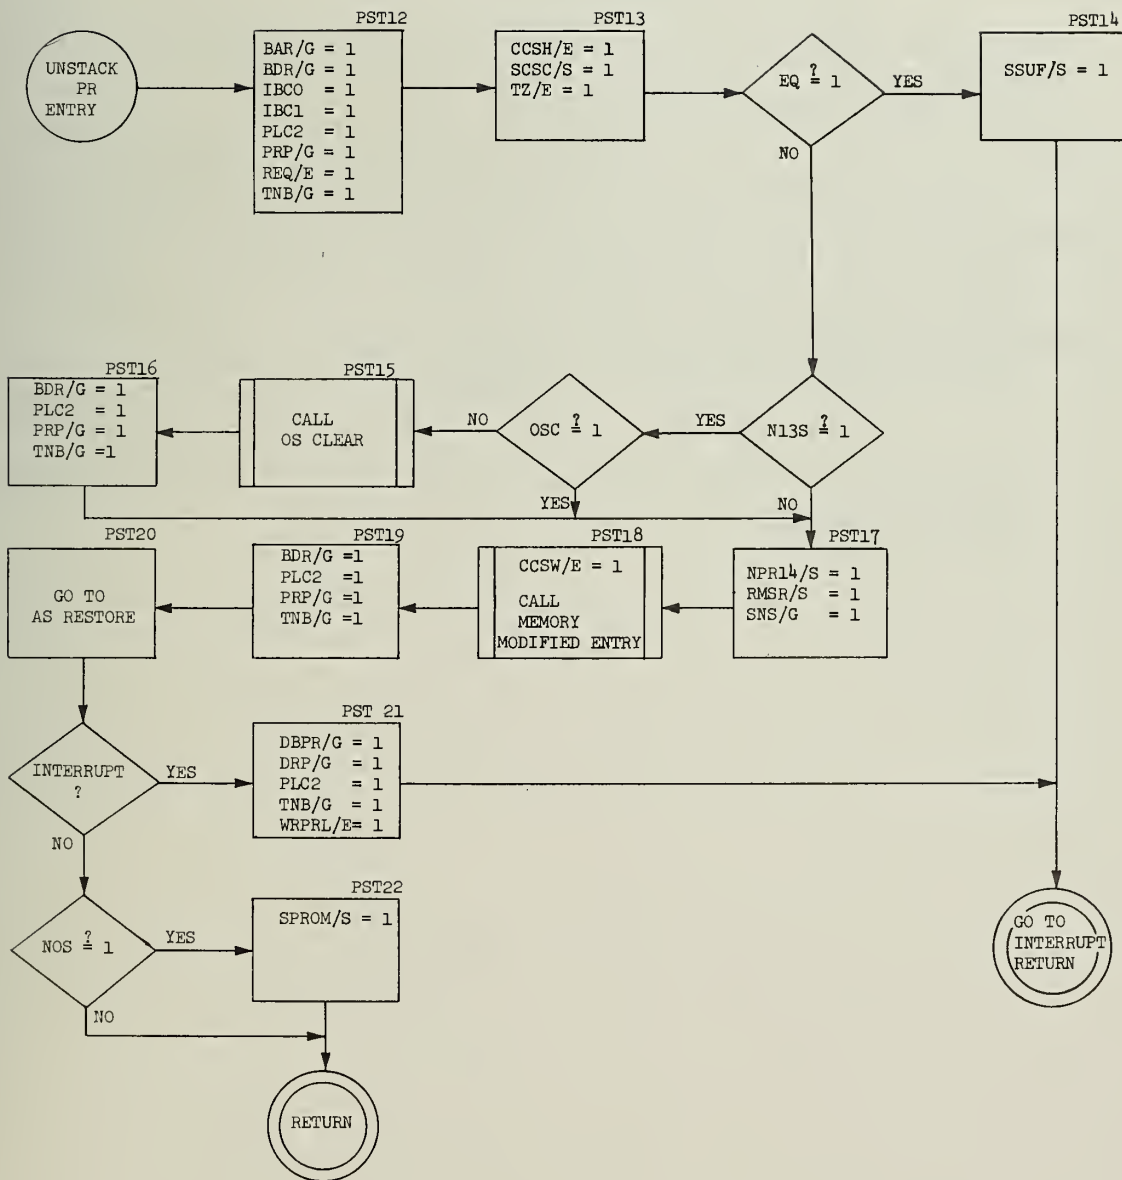 UNSTACK
PR
ENTRY
PST12
BAR/G = 1
BDR/G = 1
IBC0 = 1
IBC1 = 1
PLC2 = 1
PRP/G = 1
REQ/E = 1
TNB/G = 1
PST13
CCSH/E = 1
SCSC/S = 1
TZ/E = 1
EQ ?= 1
YES
NO
PST14
SSUF/S = 1
PST16
BDR/G = 1
PLC2 = 1
PRP/G = 1
TNB/G =1
PST15
CALL
OS CLEAR
NO
OSC ?= 1
YES
YES
N13S ?= 1
NO
PST20
GO TO
AS RESTORE
PST19
BDR/G =1
PLC2 =1
PRP/G =1
TNB/G =1
PST18
CCSW/E = 1
CALL
MEMORY
MODIFIED ENTRY
PST17
NPR14/S = 1
RMSR/S = 1
SNS/G = 1
INTERRUPT
?
YES
NO
PST 21
DBPR/G = 1
DRP/G = 1
PLC2 = 1
TNB/G = 1
WRPRL/E= 1
NOS ?= 1
YES
NO
PST22
SPROM/S = 1
GO TO
INTERRUPT
RETURN
RETURN